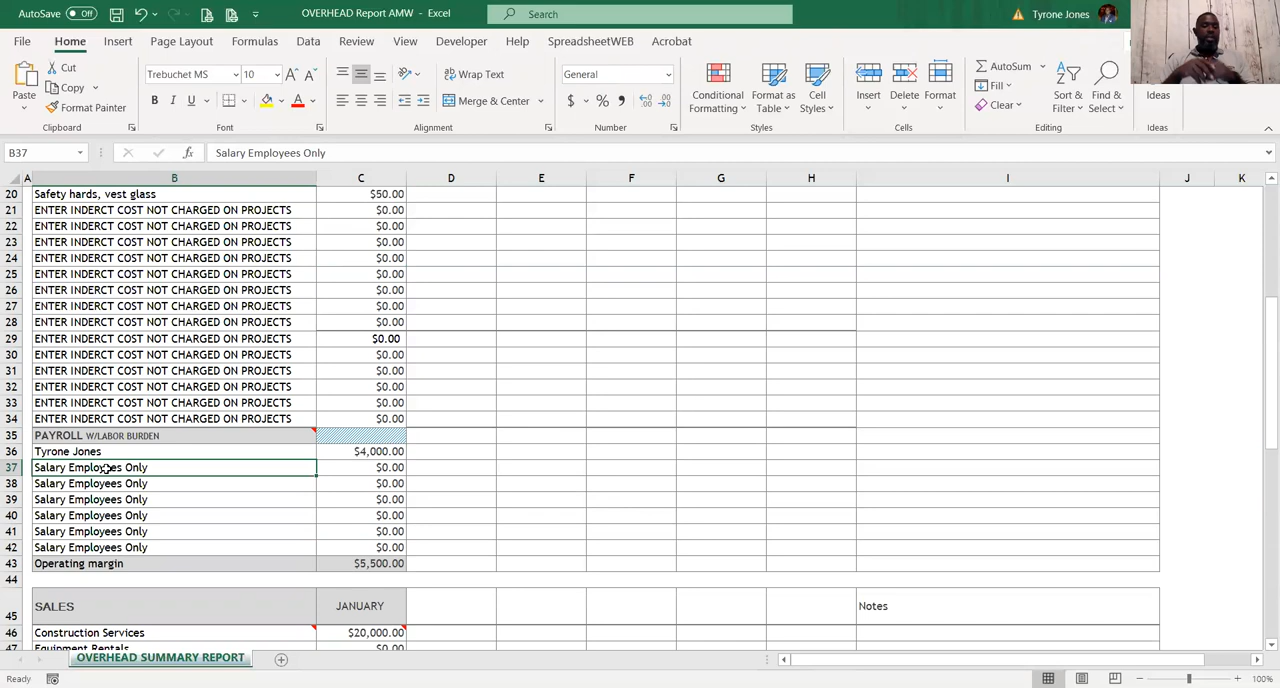 AutoSave Off OVERHEAD Report AMW - Excel Search Tyrone Jones
File Home Insert Page Layout Formulas Data Review View Developer Help SpreadsheetWEB Acrobat
Paste Cut Copy Format Painter
Trebuchet MS 10
B I U
Wrap Text
Merge & Center
General
$ % ,
Conditional Formatting Format as Table Cell Styles
Insert Delete Format
AutoSum Fill Clear
Sort & Filter Find & Select
Ideas
Clipboard Font Alignment Number Styles Cells Editing Ideas
B37 fx Salary Employees Only
A B C D E F G H I J K
20 Safety hards, vest glass $50.00
21 ENTER INDERCT COST NOT CHARGED ON PROJECTS $0.00
22 ENTER INDERCT COST NOT CHARGED ON PROJECTS $0.00
23 ENTER INDERCT COST NOT CHARGED ON PROJECTS $0.00
24 ENTER INDERCT COST NOT CHARGED ON PROJECTS $0.00
25 ENTER INDERCT COST NOT CHARGED ON PROJECTS $0.00
26 ENTER INDERCT COST NOT CHARGED ON PROJECTS $0.00
27 ENTER INDERCT COST NOT CHARGED ON PROJECTS $0.00
28 ENTER INDERCT COST NOT CHARGED ON PROJECTS $0.00
29 ENTER INDERCT COST NOT CHARGED ON PROJECTS $0.00
30 ENTER INDERCT COST NOT CHARGED ON PROJECTS $0.00
31 ENTER INDERCT COST NOT CHARGED ON PROJECTS $0.00
32 ENTER INDERCT COST NOT CHARGED ON PROJECTS $0.00
33 ENTER INDERCT COST NOT CHARGED ON PROJECTS $0.00
34 ENTER INDERCT COST NOT CHARGED ON PROJECTS $0.00
35 PAYROLL W/LABOR BURDEN
36 Tyrone Jones $4,000.00
37 Salary Employees Only $0.00
38 Salary Employees Only $0.00
39 Salary Employees Only $0.00
40 Salary Employees Only $0.00
41 Salary Employees Only $0.00
42 Salary Employees Only $0.00
43 Operating margin $5,500.00
44
45 SALES JANUARY Notes
46 Construction Services $20,000.00
47 Equipment Rentals $0.00
OVERHEAD SUMMARY REPORT
Ready 100%